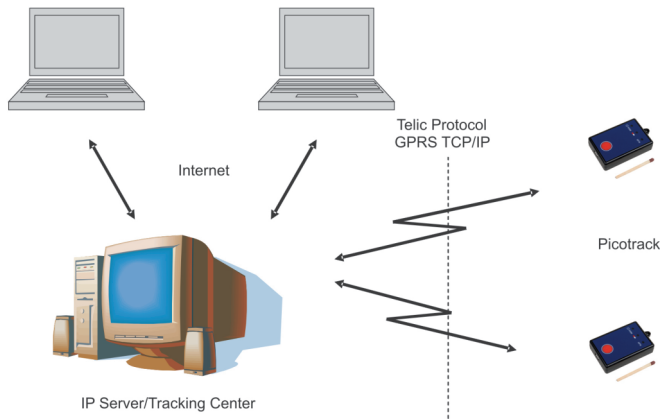 Telic Protocol
GPRS TCP/IP
Internet
Picotrack
IP Server/Tracking Center